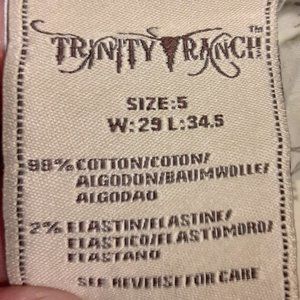 TRINITY RANCH™
SIZE:5
W:29 L:34.5
98% COTTON/COTON/
ALGODON/BAUMWOLLE/
ALGODAO
2% ELASTIN/ELASTINE/
ELASTICO/ELASTOMORO/
ELASTANO
SEE REVERSE FOR CARE